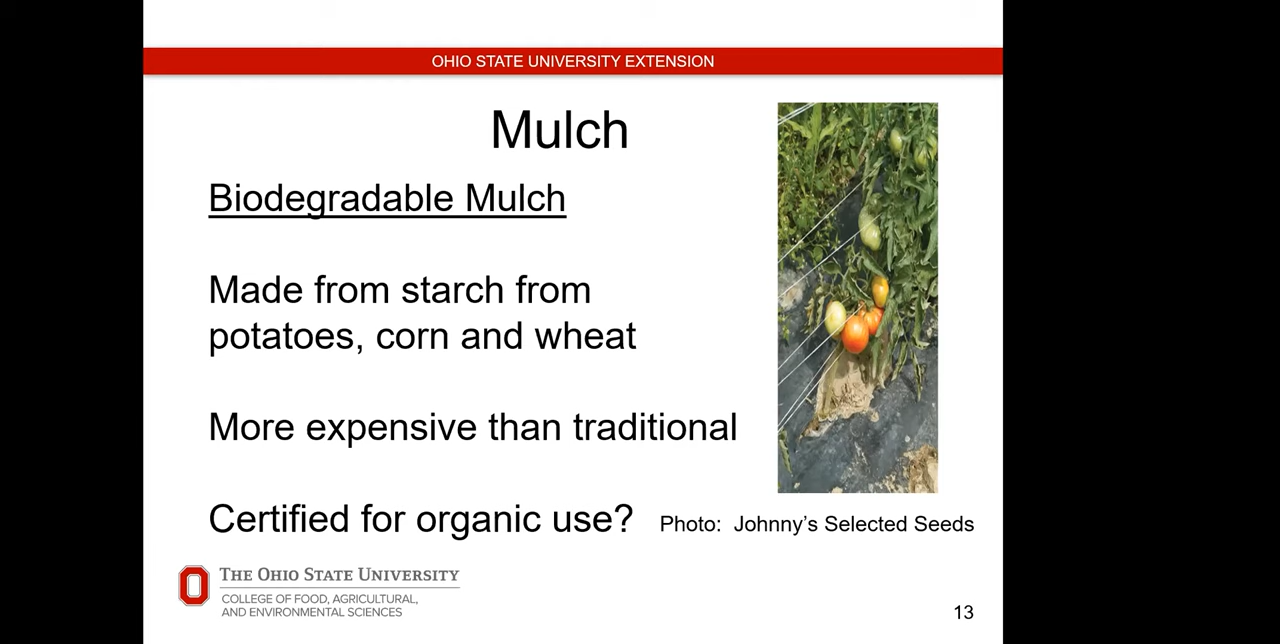 OHIO STATE UNIVERSITY EXTENSION
Mulch
Biodegradable Mulch
Made from starch from
potatoes, corn and wheat
More expensive than traditional
Certified for organic use?
Photo: Johnny’s Selected Seeds
THE OHIO STATE UNIVERSITY
COLLEGE OF FOOD, AGRICULTURAL,
AND ENVIRONMENTAL SCIENCES
13